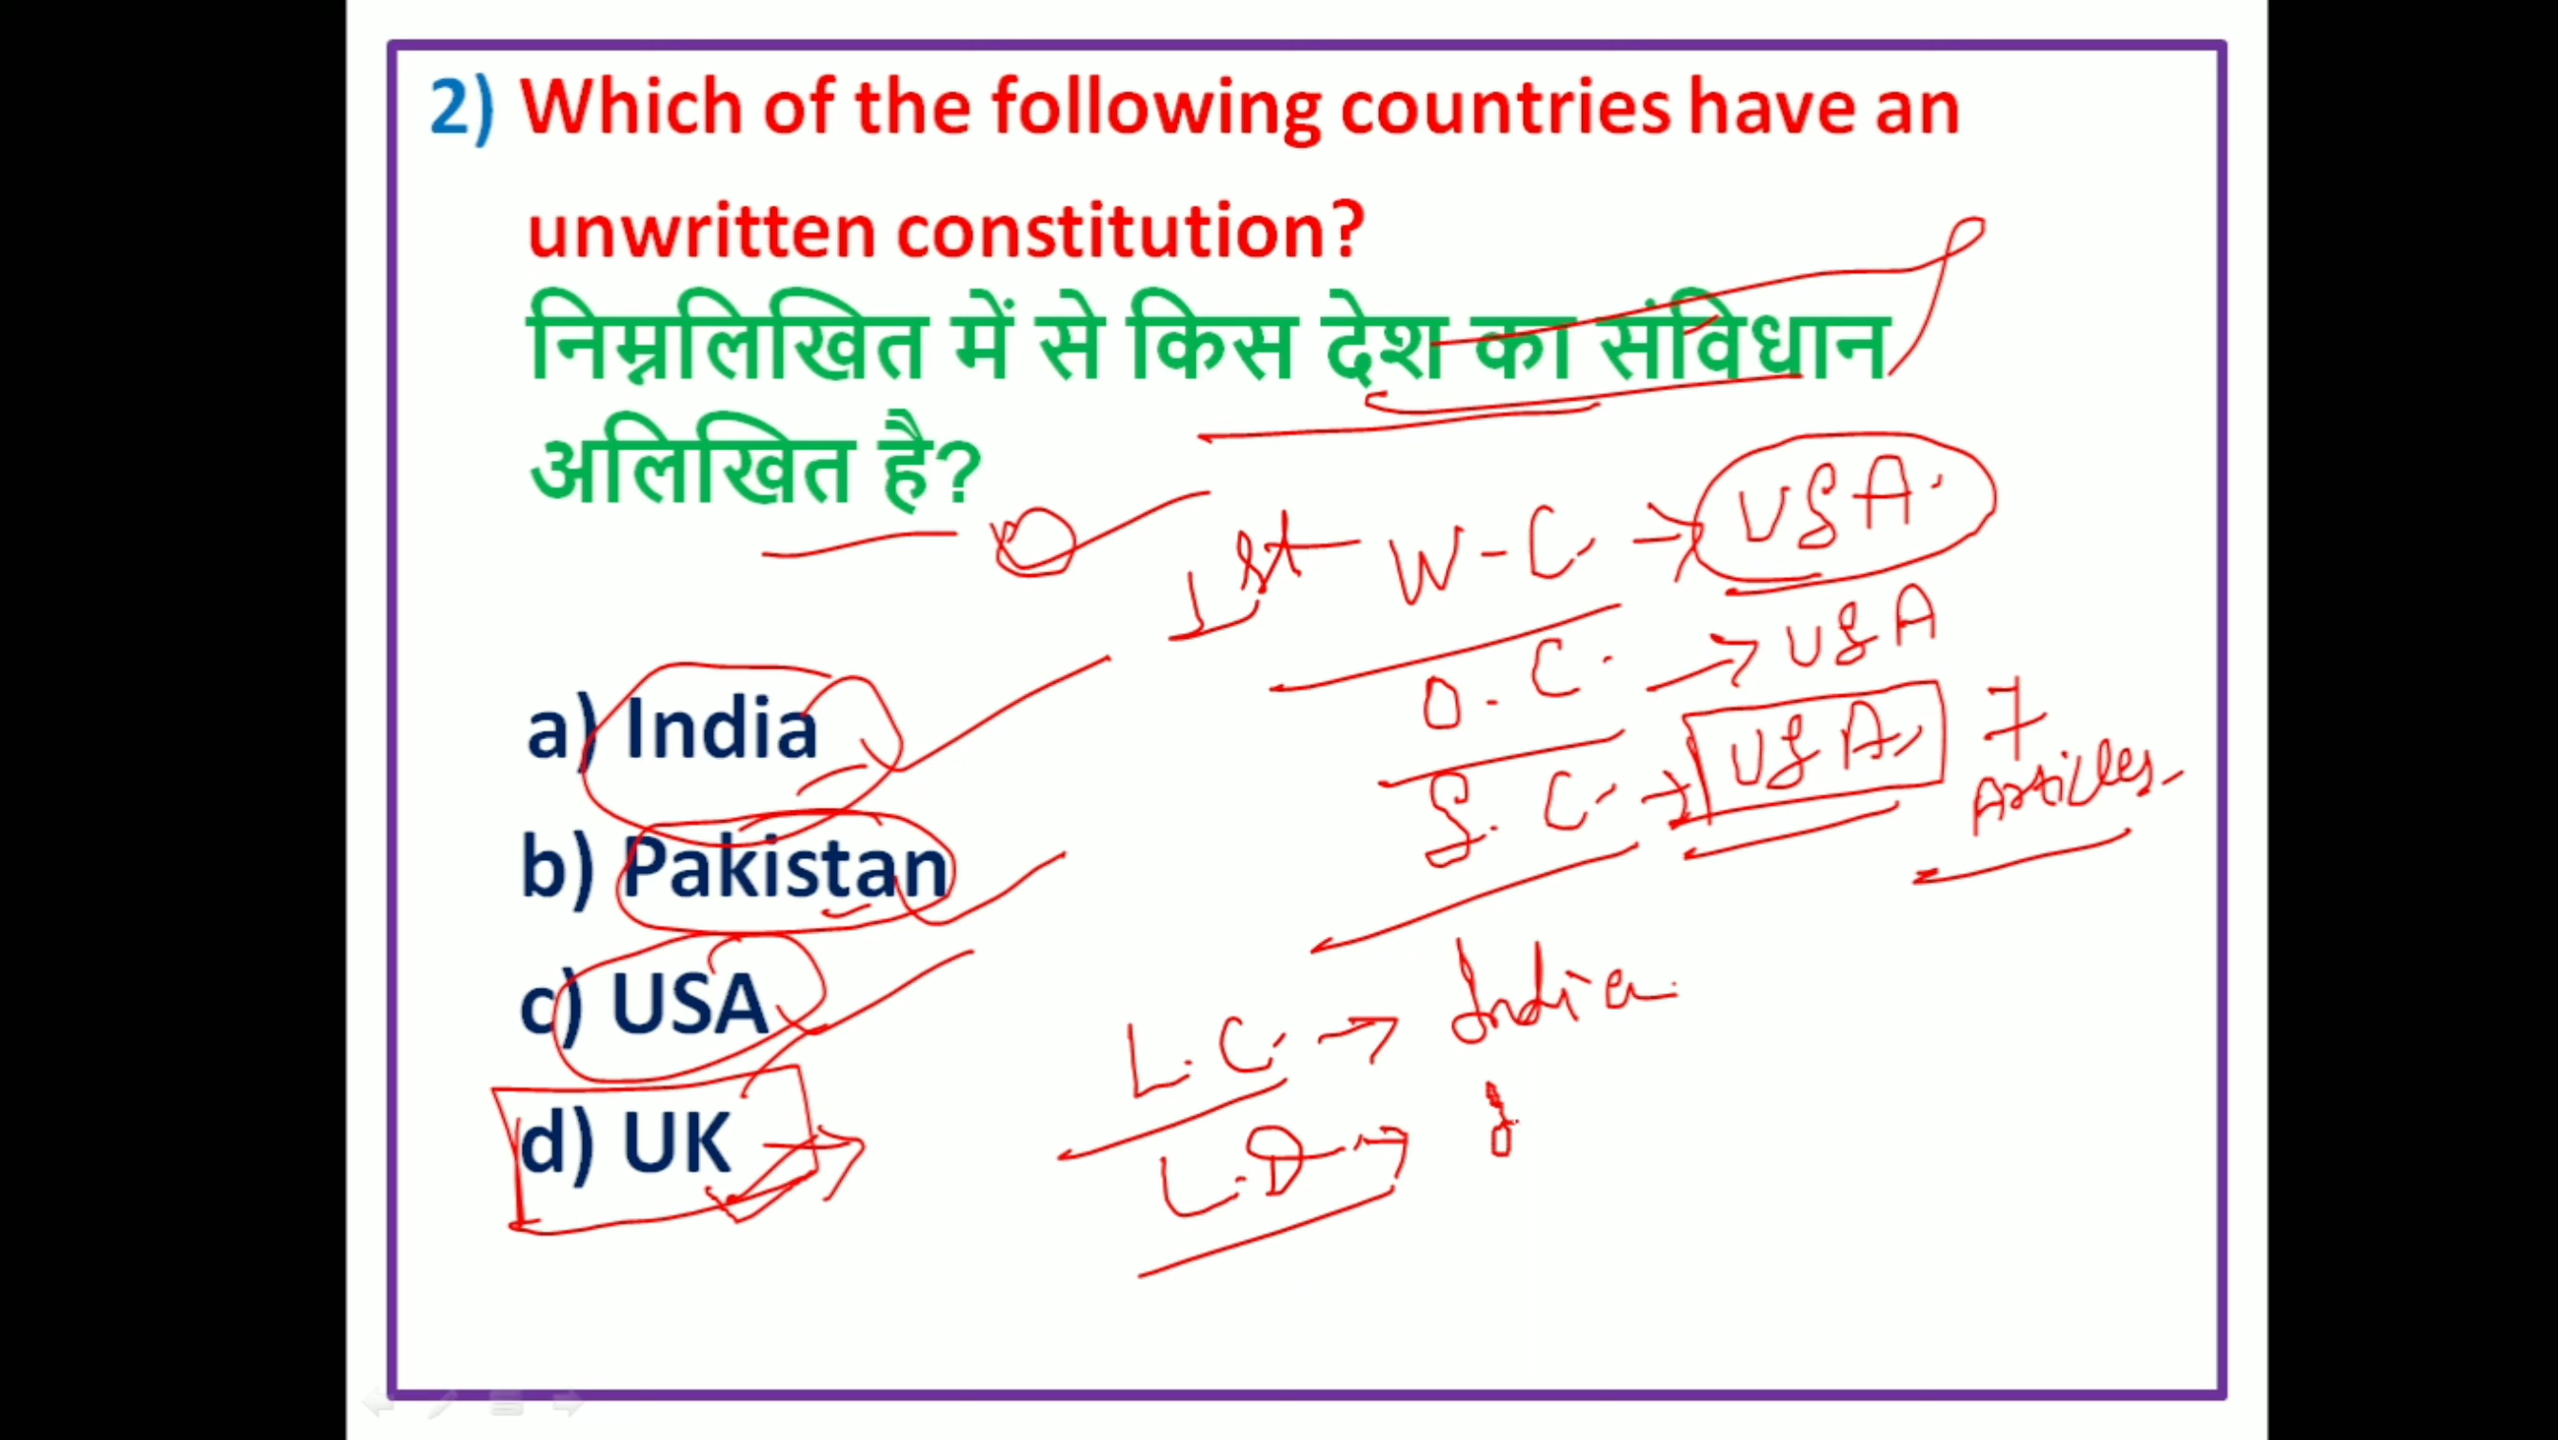 2) Which of the following countries have an
unwritten constitution?
निम्नलिखित में से किस देश का संविधान
अलिखित है?
1st W-C → USA.
O.C. → USA
S.C. → USA, 7 Articles.
a) India
b) Pakistan
c) USA
d) UK
L.C. → India.
L.D →